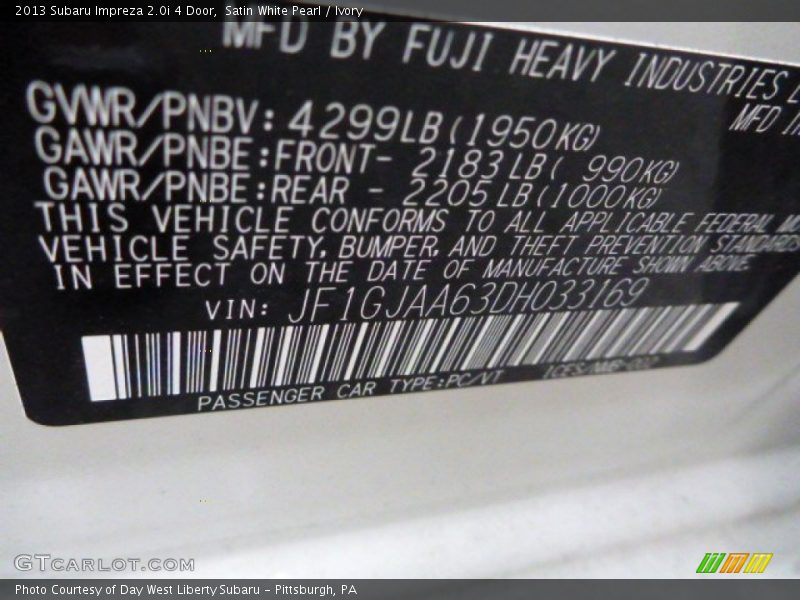 2013 Subaru Impreza 2.0i 4 Door, Satin White Pearl / Ivory
MFD BY FUJI HEAVY INDUSTRIES
MFD
GVWR/PNBV: 4299LB(1950KG)
GAWR/PNBE:FRONT- 2183LB( 990KG)
GAWR/PNBE:REAR - 2205LB(1000KG)
THIS VEHICLE CONFORMS TO ALL APPLICABLE FEDERAL
VEHICLE SAFETY, BUMPER, AND THEFT PREVENTION STANDARDS
IN EFFECT ON THE DATE OF MANUFACTURE SHOWN ABOVE.
VIN: JF1GJAA63DH033169
PASSENGER CAR TYPE:PC/VT
GTCARLOT.COM
Photo Courtesy of Day West Liberty Subaru - Pittsburgh, PA